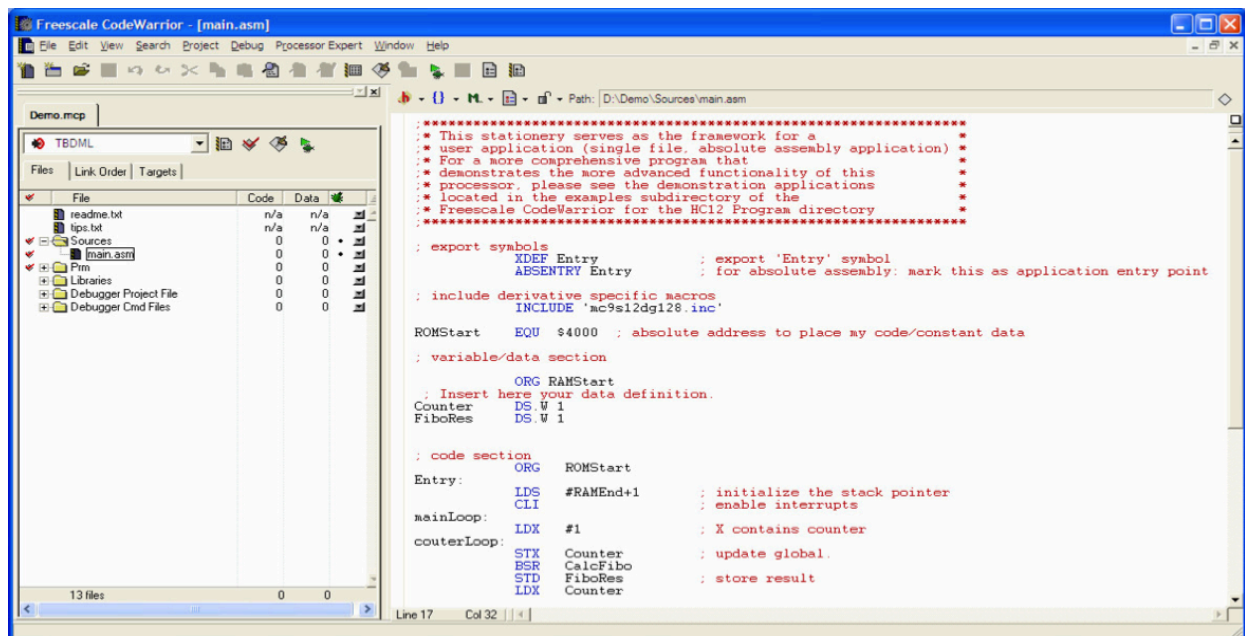 Freescale CodeWarrior - [main.asm]
File Edit View Search Project Debug Processor Expert Window Help
Demo.mcp
TBDML
Files Link Order Targets
File Code Data
readme.txt n/a n/a
tips.txt n/a n/a
Sources 0 0
main.asm 0 0
Prm 0 0
Libraries 0 0
Debugger Project File 0 0
Debugger Cmd Files 0 0
13 files 0 0
Path: D:\Demo\Sources\main.asm
;*****************************************************************
;* This stationery serves as the framework for a *
;* user application (single file, absolute assembly application) *
;* For a more comprehensive program that *
;* demonstrates the more advanced functionality of this *
;* processor, please see the demonstration applications *
;* located in the examples subdirectory of the *
;* Freescale CodeWarrior for the HC12 Program directory *
;*****************************************************************
; export symbols
XDEF Entry ; export 'Entry' symbol
ABSENTRY Entry ; for absolute assembly: mark this as application entry point
; include derivative specific macros
INCLUDE 'mc9s12dg128.inc'
ROMStart EQU $4000 ; absolute address to place my code/constant data
; variable/data section
ORG RAMStart
; Insert here your data definition.
Counter DS.W 1
FiboRes DS.W 1
; code section
ORG ROMStart
Entry:
LDS #RAMEnd+1 ; initialize the stack pointer
CLI ; enable interrupts
mainLoop:
LDX #1 ; X contains counter
couterLoop:
STX Counter ; update global.
BSR CalcFibo
STD FiboRes ; store result
LDX Counter
Line 17 Col 32